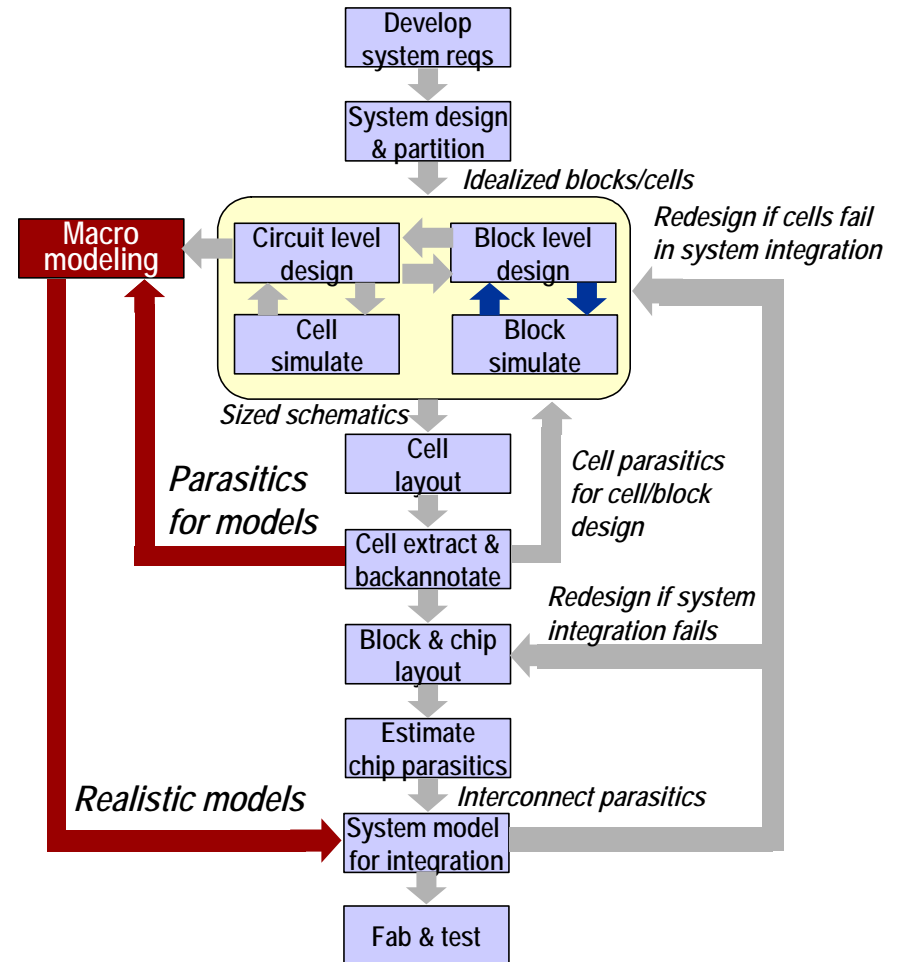 Develop
system reqs
System design
& partition
Idealized blocks/cells
Redesign if cells fail
in system integration
Macro
modeling
Circuit level
design
Block level
design
Cell
simulate
Block
simulate
Sized schematics
Cell
layout
Cell parasitics
for cell/block
design
Parasitics
for models
Cell extract &
backannotate
Redesign if system
integration fails
Block & chip
layout
Estimate
chip parasitics
Realistic models
Interconnect parasitics
System model
for integration
Fab & test